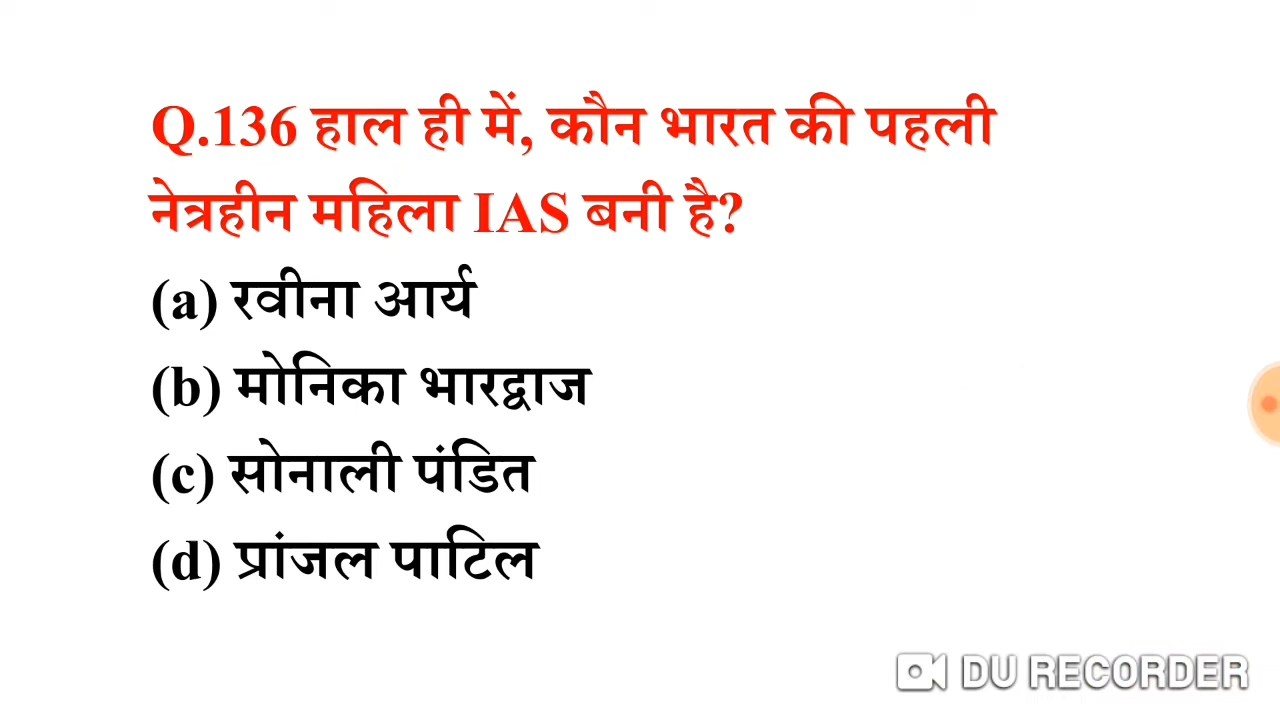 Q.136 हाल ही में, कौन भारत की पहली
नेत्रहीन महिला IAS बनी है?
(a) रवीना आर्य
(b) मोनिका भारद्वाज
(c) सोनाली पंडित
(d) प्रांजल पाटिल
DU RECORDER